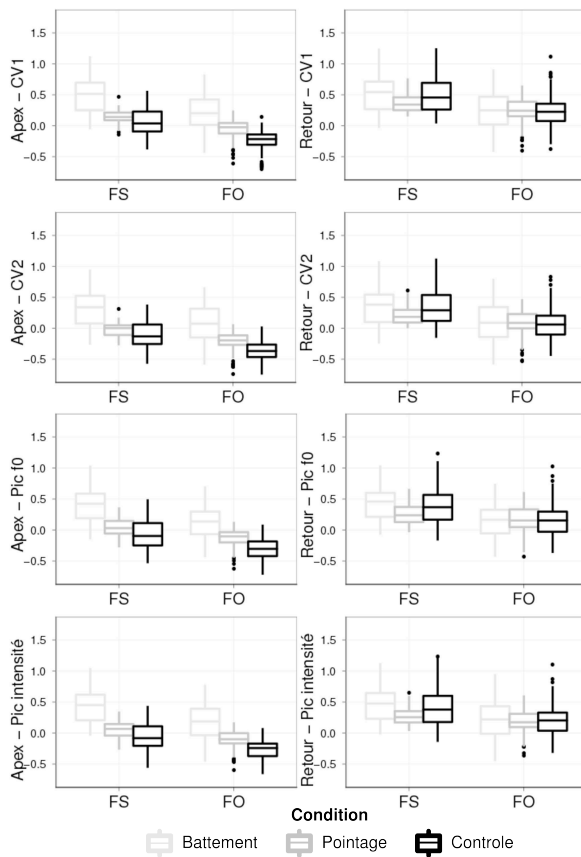 Apex − CV1
1.5
1.0
0.5
0.0
−0.5
FS
FO
Retour − CV1
1.5
1.0
0.5
0.0
−0.5
FS
FO
Apex − CV2
1.5
1.0
0.5
0.0
−0.5
FS
FO
Retour − CV2
1.5
1.0
0.5
0.0
−0.5
FS
FO
Apex − Pic f0
1.5
1.0
0.5
0.0
−0.5
FS
FO
Retour − Pic f0
1.5
1.0
0.5
0.0
−0.5
FS
FO
Apex − Pic intensité
1.5
1.0
0.5
0.0
−0.5
FS
FO
Retour − Pic intensité
1.5
1.0
0.5
0.0
−0.5
FS
FO
Condition
Battement Pointage Controle